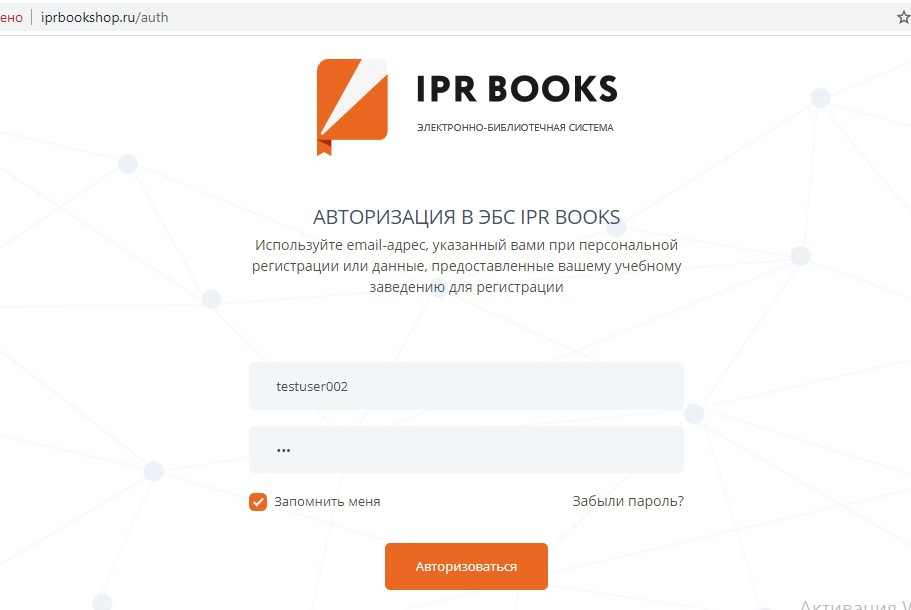 ено iprbookshop.ru/auth
IPR BOOKS
ЭЛЕКТРОННО-БИБЛИОТЕЧНАЯ СИСТЕМА
АВТОРИЗАЦИЯ В ЭБС IPR BOOKS
Используйте email-адрес, указанный вами при персональной
регистрации или данные, предоставленные вашему учебному
заведению для регистрации
testuser002
•••
Запомнить меня Забыли пароль?
Авторизоваться
Активация